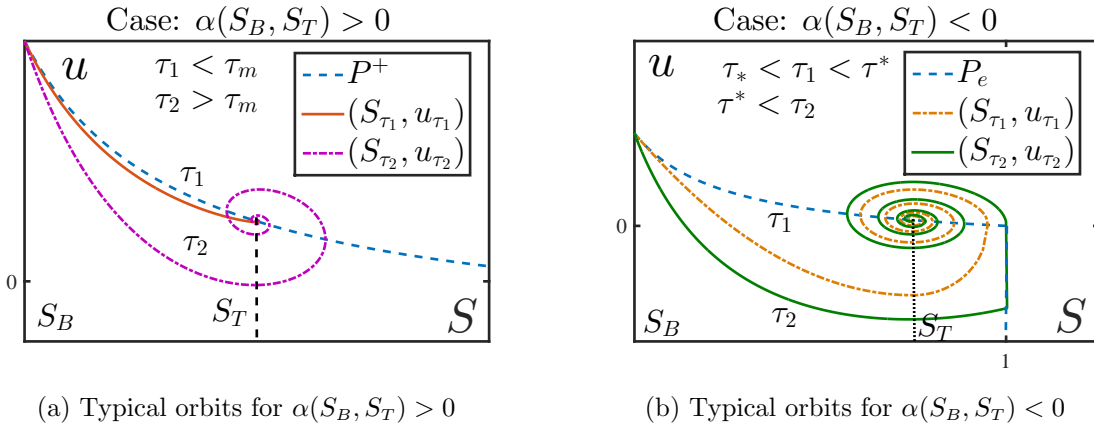 Case: α(S_B, S_T) > 0
u
τ_1 < τ_m
τ_2 > τ_m
P^+
(S_{τ_1}, u_{τ_1})
(S_{τ_2}, u_{τ_2})
τ_1
τ_2
0
S_B
S_T
S
(a) Typical orbits for α(S_B, S_T) > 0
Case: α(S_B, S_T) < 0
u
τ_* < τ_1 < τ^*
τ^* < τ_2
P_e
(S_{τ_1}, u_{τ_1})
(S_{τ_2}, u_{τ_2})
τ_1
0
S_B
τ_2
S_T
S
1
(b) Typical orbits for α(S_B, S_T) < 0